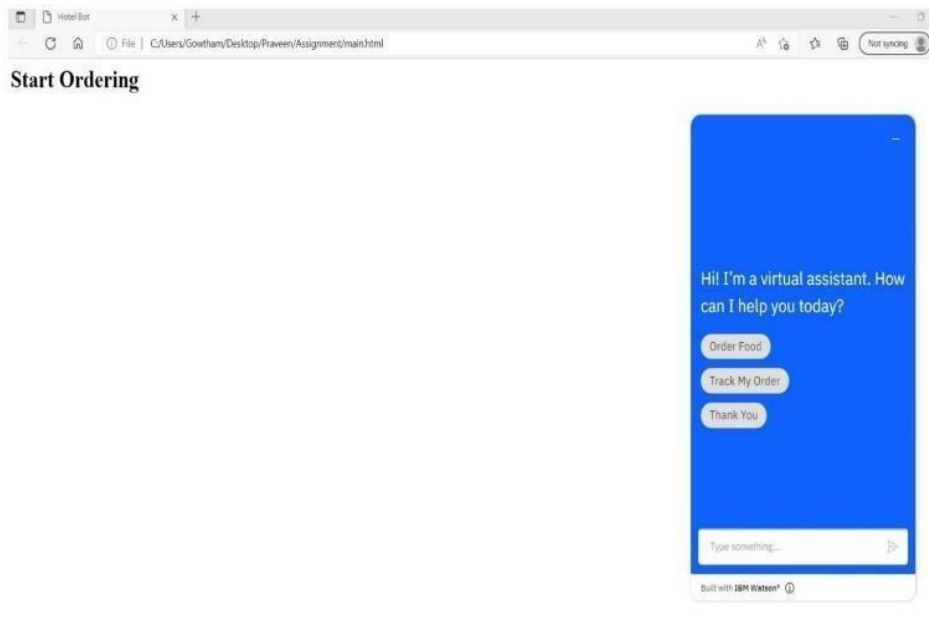 Hotel Bot
File | C:/Users/Gowtham/Desktop/Praveen/Assignment/main.html
Not syncing
Start Ordering
Hi! I'm a virtual assistant. How
can I help you today?
Order Food
Track My Order
Thank You
Type something...
Built with IBM Watson®